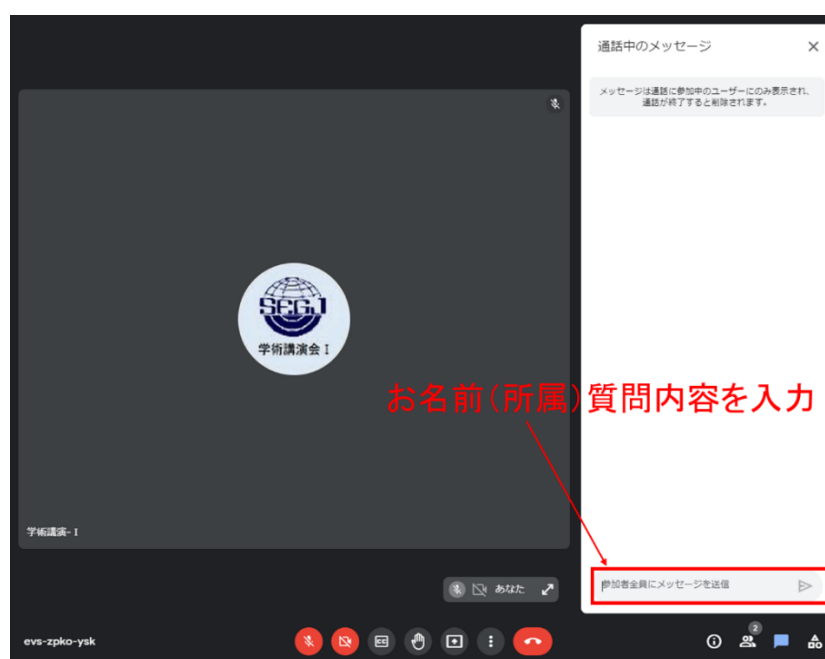 通話中のメッセージ
メッセージは通話に参加中のユーザーにのみ表示され、
通話が終了すると削除されます。
SEGJ
学術講演会 I
お名前(所属)質問内容を入力
学術講演- I
参加者全員にメッセージを送信
あなた
evs-zpko-ysk
CC
2